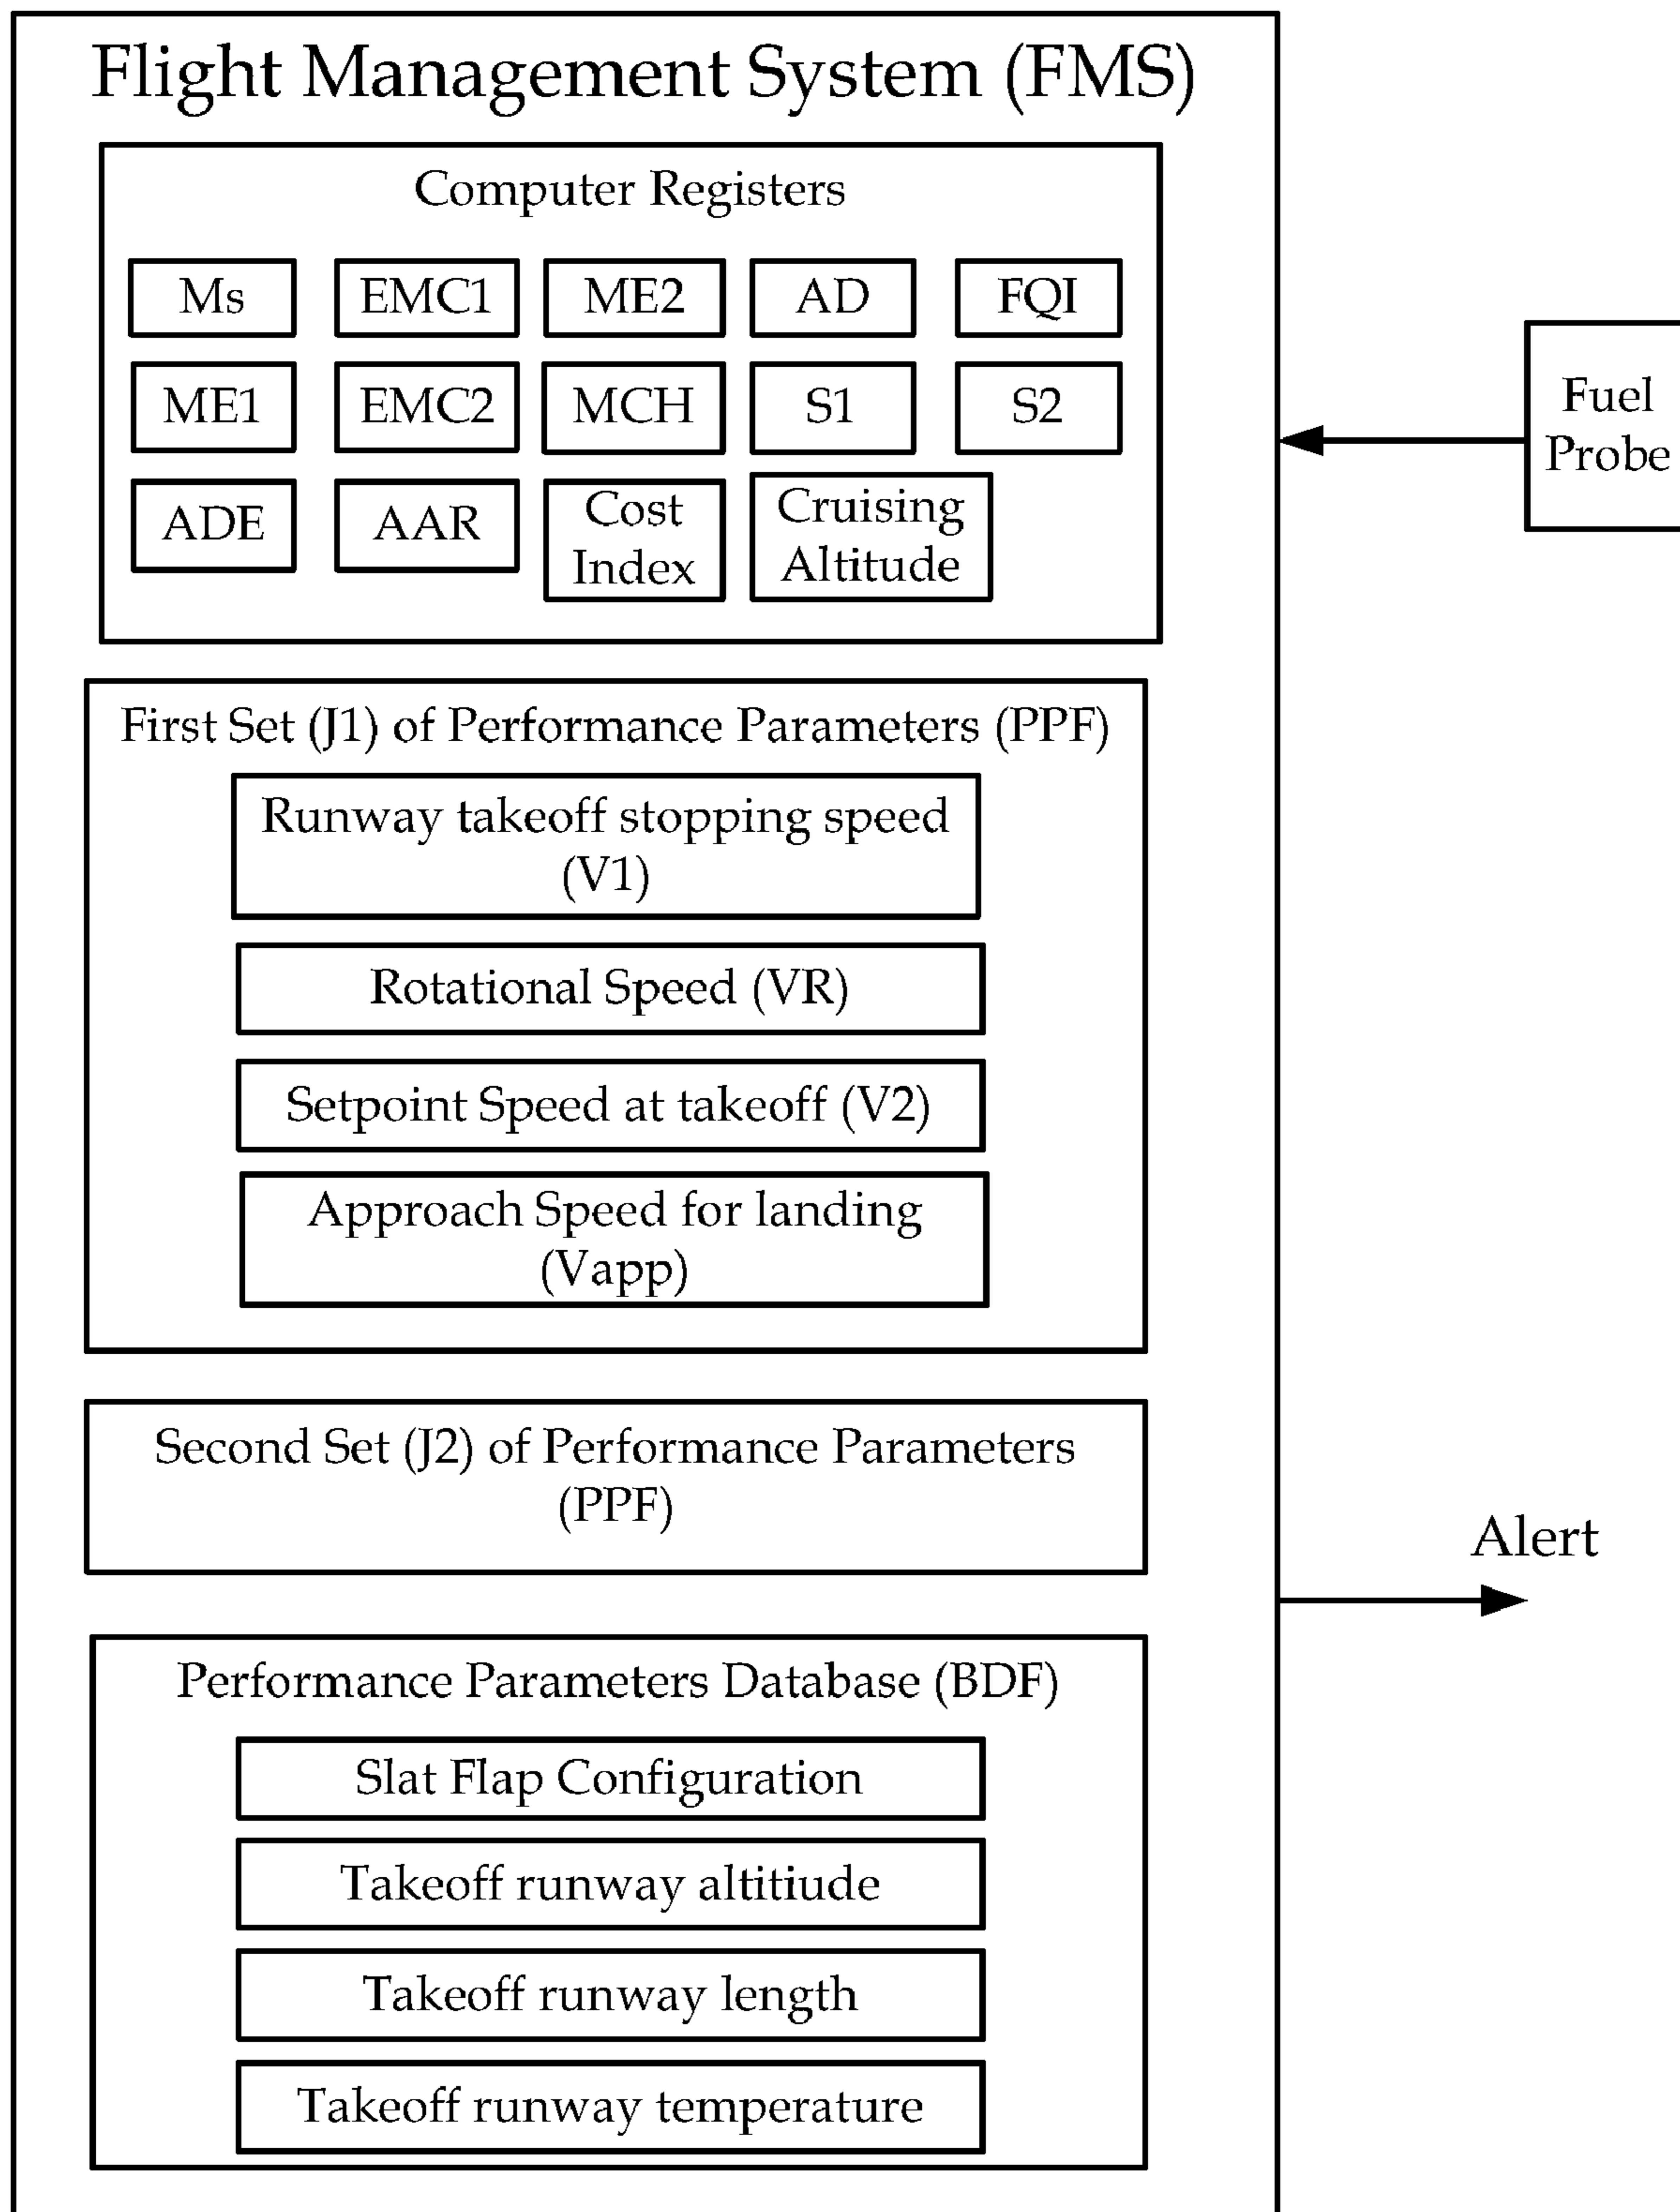 Flight Management System (FMS)
Computer Registers
Ms
EMC1
ME2
AD
FQI
ME1
EMC2
MCH
S1
S2
ADE
AAR
Cost
Index
Cruising
Altitude
Fuel
Probe
First Set (J1) of Performance Parameters (PPF)
Runway takeoff stopping speed
(V1)
Rotational Speed (VR)
Setpoint Speed at takeoff (V2)
Approach Speed for landing
(Vapp)
Second Set (J2) of Performance Parameters
(PPF)
Alert
Performance Parameters Database (BDF)
Slat Flap Configuration
Takeoff runway altitiude
Takeoff runway length
Takeoff runway temperature